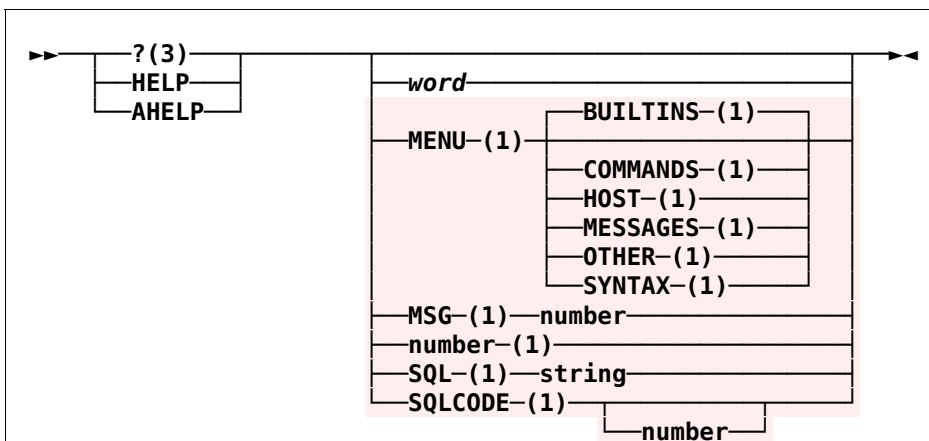 ?(3)
HELP word
AHELP BUILTINS (1)
MENU (1)
COMMANDS (1)
HOST (1)
MESSAGES (1)
OTHER (1)
SYNTAX (1)
MSG (1) number
number (1)
SQL (1) string
SQLCODE (1)
number